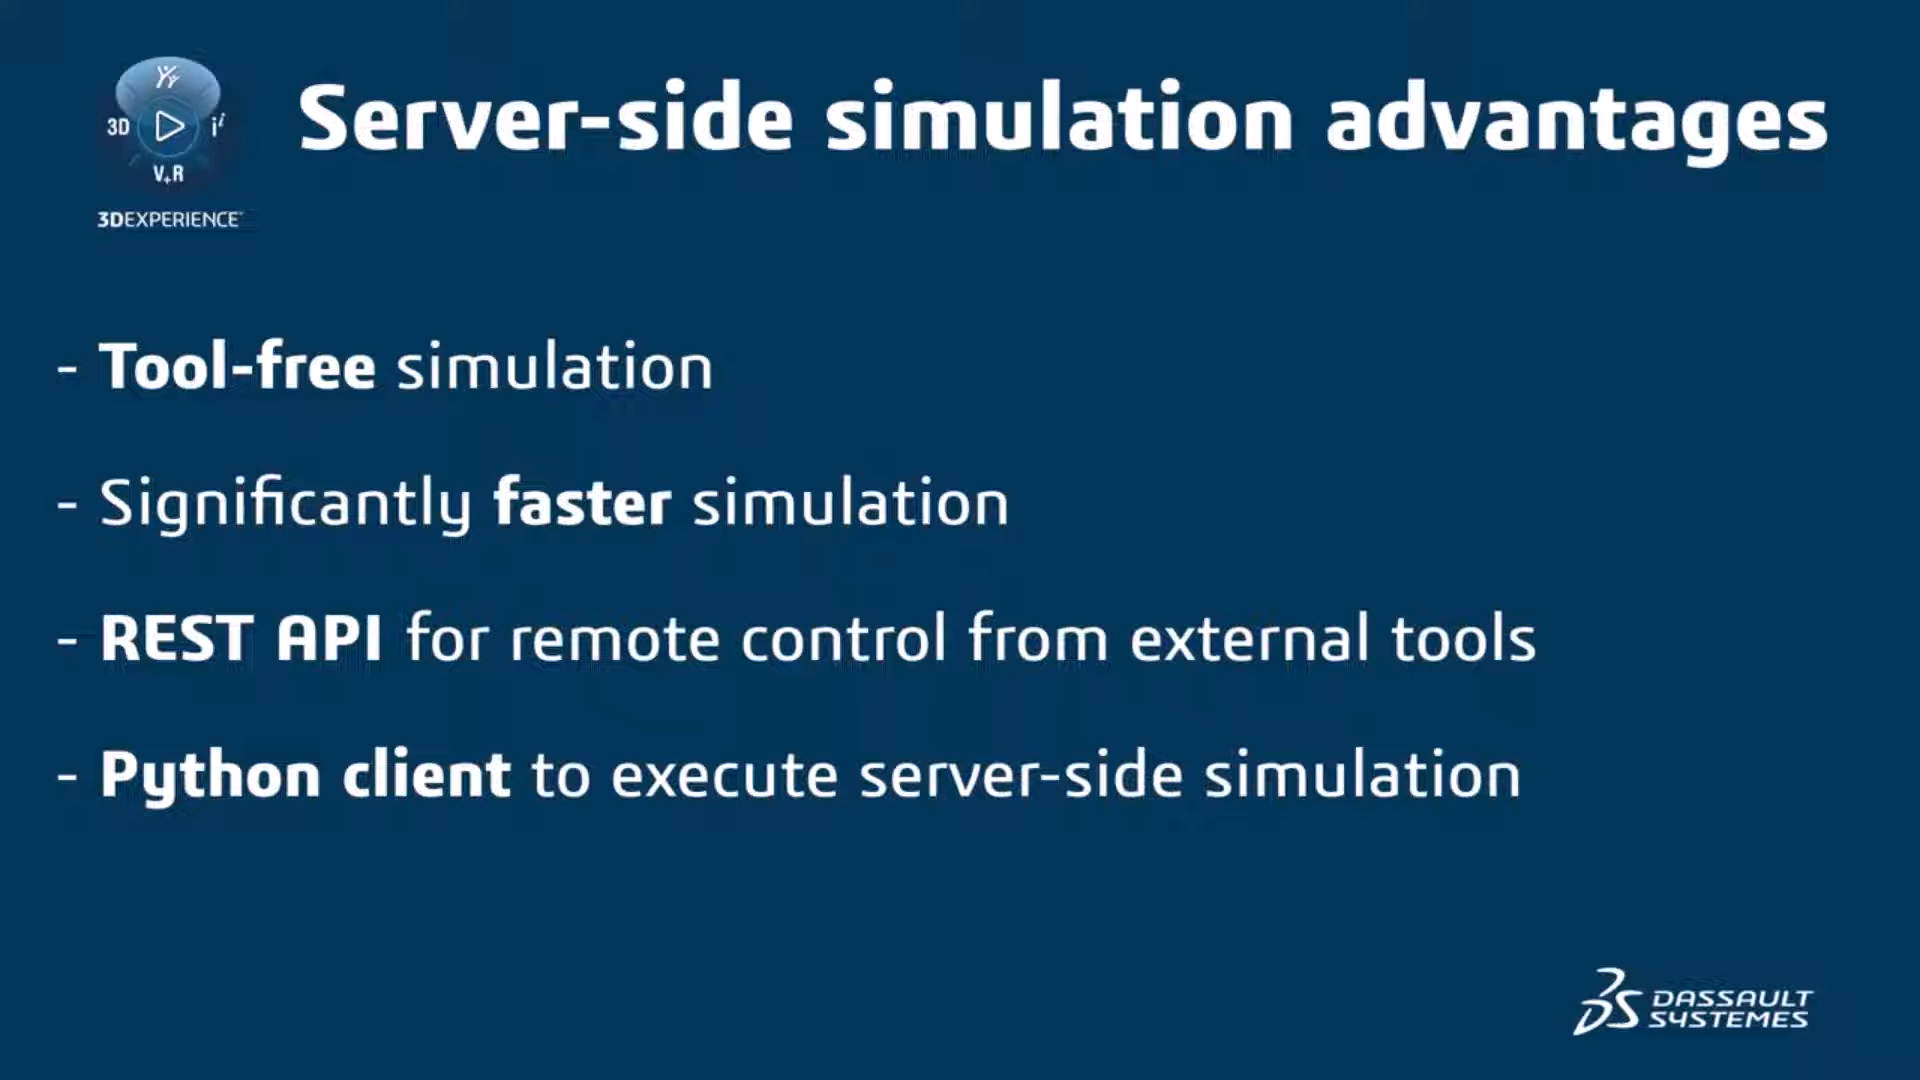 Server-side simulation advantages
3D
V+R
3DEXPERIENCE
- Tool-free simulation
- Significantly faster simulation
- REST API for remote control from external tools
- Python client to execute server-side simulation
DASSAULT
SYSTEMES